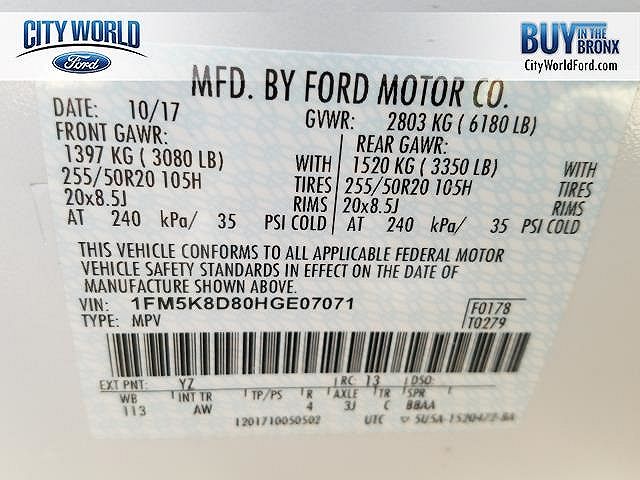 CITY WORLD
Ford
BUY IN THE BRONX
CityWorldFord.com
MFD. BY FORD MOTOR CO.
DATE: 10/17 GVWR: 2803 KG ( 6180 LB)
FRONT GAWR: REAR GAWR:
1397 KG ( 3080 LB) WITH 1520 KG ( 3350 LB) WITH
255/50R20 105H TIRES 255/50R20 105H TIRES
20x8.5J RIMS 20x8.5J RIMS
AT 240 kPa/ 35 PSI COLD AT 240 kPa/ 35 PSI COLD
THIS VEHICLE CONFORMS TO ALL APPLICABLE FEDERAL MOTOR
VEHICLE SAFETY STANDARDS IN EFFECT ON THE DATE OF
MANUFACTURE SHOWN ABOVE.
VIN: 1FM5K8D80HGE07071 F0178
TYPE: MPV T0279
EXT PNT: YZ RC: 13 DSO:
WB INT TR TP/PS R AXLE TR SPR
113 AW 4 3J C BBAA
1201710050502 UTC 5U5A-1520472-BA